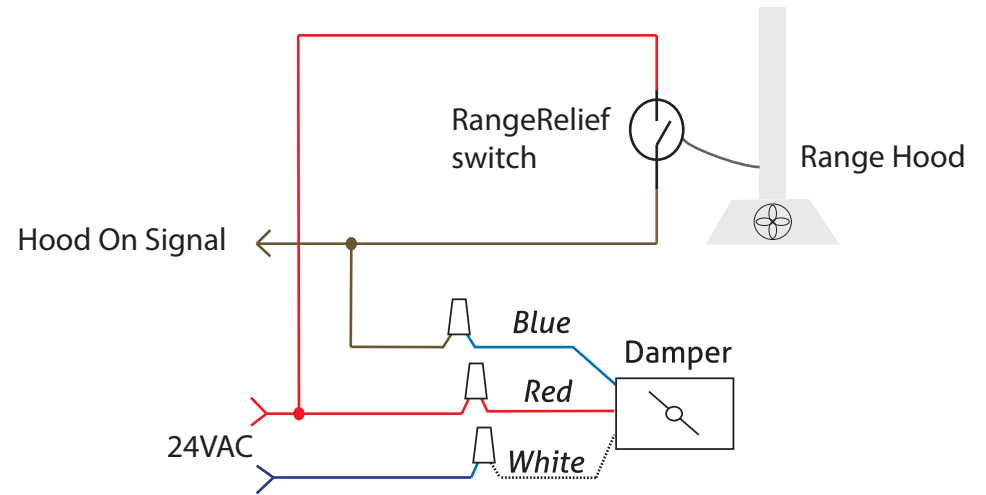 RangeRelief
switch
Range Hood
Hood On Signal
Blue
Damper
Red
24VAC
White